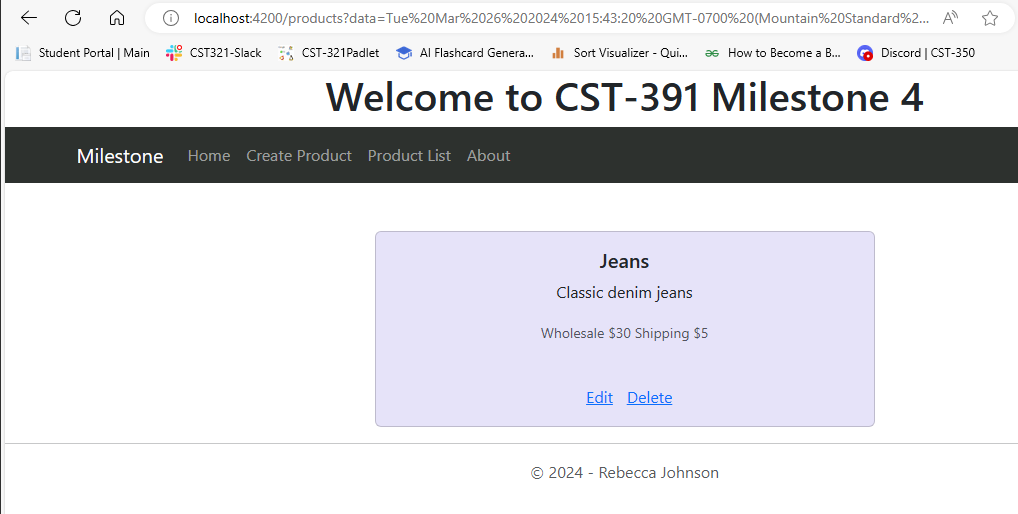 localhost:4200/products?data=Tue%20Mar%2026%202024%2015:43:20%20GMT-0700%20(Mountain%20Standard%2...
Student Portal | Main CST321-Slack CST-321Padlet AI Flashcard Genera... Sort Visualizer - Qui... How to Become a B... Discord | CST-350
Welcome to CST-391 Milestone 4
Milestone Home Create Product Product List About
Jeans
Classic denim jeans
Wholesale $30 Shipping $5
Edit Delete
© 2024 - Rebecca Johnson